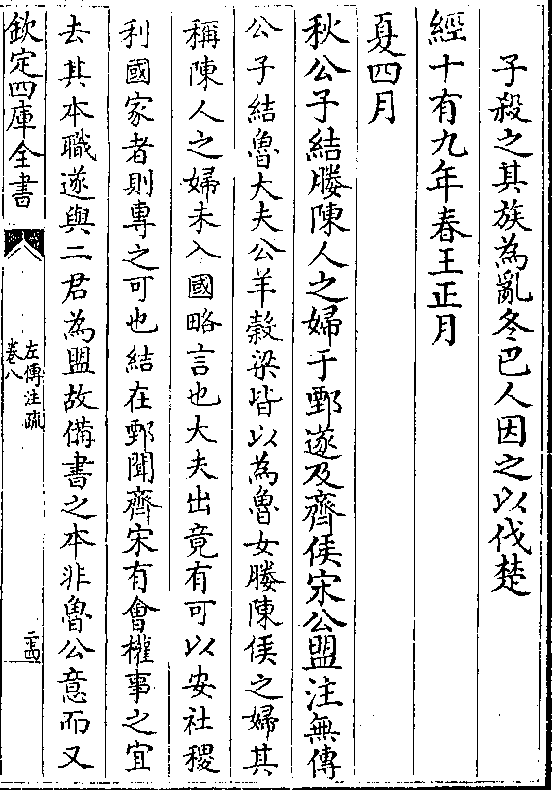 子殺之其族為亂冬巴人因之以伐楚
經十有九年春王正月
夏四月
秋公子結媵陳人之婦于鄄遂及齊侯宋公盟注無傳
公子結魯大夫公羊穀梁皆以為魯女媵陳侯之婦其
稱陳人之婦未入國略言也大夫出竟有可以安社稷
利國家者則專之可也結在鄄聞齊宋有會權事之宜
去其本職遂與二君為盟故備書之本非魯公意而又
欽定四庫全書
左傳注疏
卷八
二十四